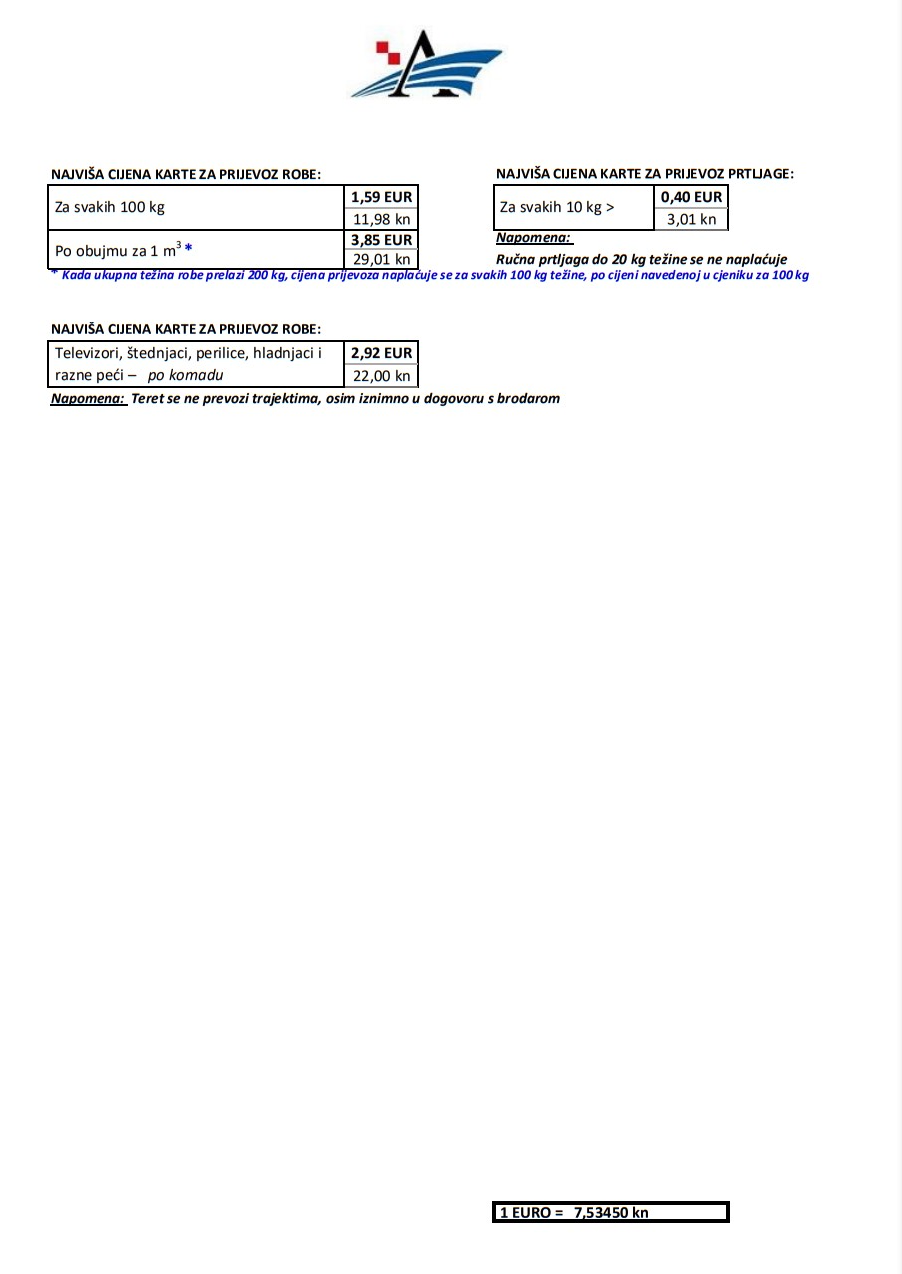 NAJVIŠA CIJENA KARTE ZA PRIJEVOZ ROBE:
Za svakih 100 kg
1,59 EUR
11,98 kn
Po obujmu za 1 m³ *
3,85 EUR
29,01 kn
NAJVIŠA CIJENA KARTE ZA PRIJEVOZ PRTLJAGE:
Za svakih 10 kg >
0,40 EUR
3,01 kn
Napomena:
Ručna prtljaga do 20 kg težine se ne naplaćuje
* Kada ukupna težina robe prelazi 200 kg, cijena prijevoza naplaćuje se za svakih 100 kg težine, po cijeni navedenoj u cjeniku za 100 kg
NAJVIŠA CIJENA KARTE ZA PRIJEVOZ ROBE:
Televizori, štednjaci, perilice, hladnjaci i
razne peći – po komadu
2,92 EUR
22,00 kn
Napomena: Teret se ne prevozi trajektima, osim iznimno u dogovoru s brodarom
1 EURO = 7,53450 kn